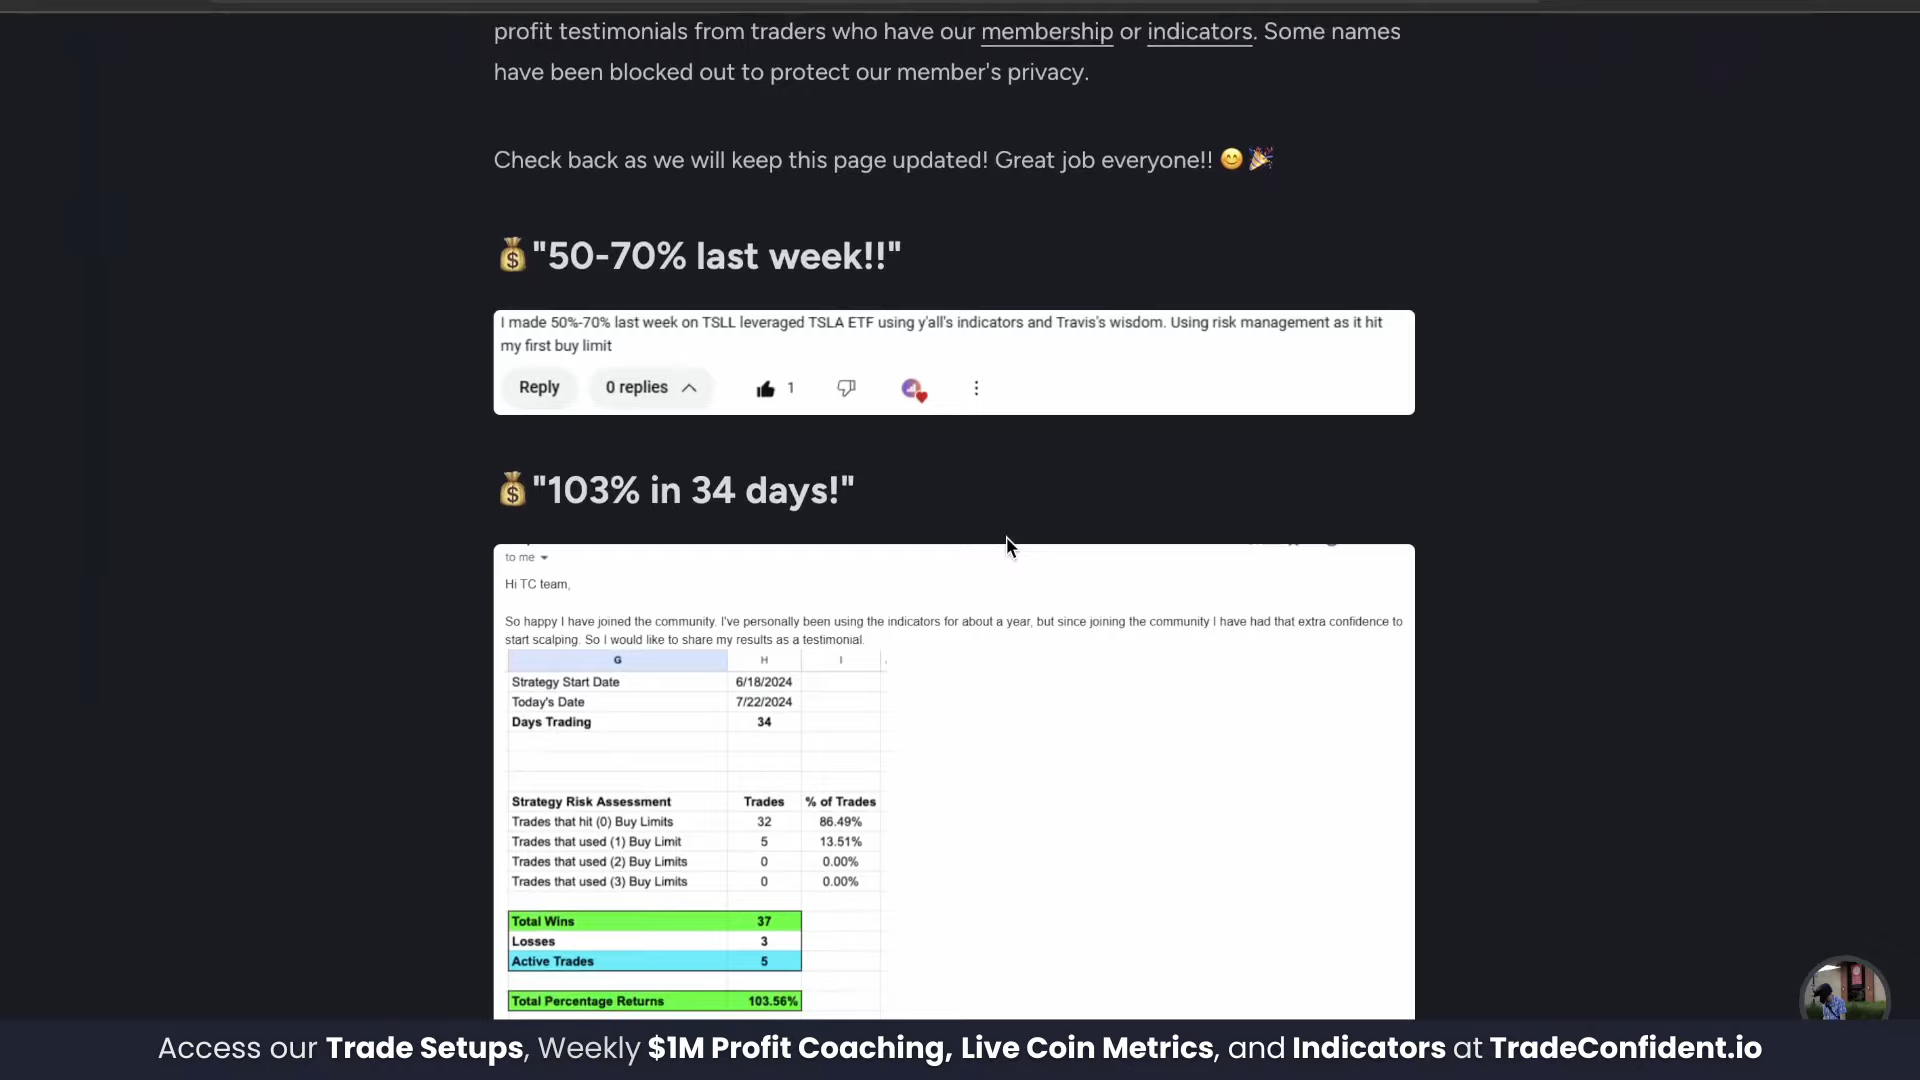 profit testimonials from traders who have our membership or indicators. Some names
have been blocked out to protect our member's privacy.
Check back as we will keep this page updated! Great job everyone!! 😊🎉
💰"50-70% last week!!"
I made 50%-70% last week on TSLL leveraged TSLA ETF using y'all's indicators and Travis's wisdom. Using risk management as it hit
my first buy limit
Reply 0 replies 1
💰"103% in 34 days!"
to me
Hi TC team,
So happy I have joined the community. I've personally been using the indicators for about a year, but since joining the community I have had that extra confidence to
start scalping. So I would like to share my results as a testimonial.
G H I
Strategy Start Date 6/18/2024
Today's Date 7/22/2024
Days Trading 34
Strategy Risk Assessment Trades % of Trades
Trades that hit (0) Buy Limits 32 86.49%
Trades that used (1) Buy Limit 5 13.51%
Trades that used (2) Buy Limits 0 0.00%
Trades that used (3) Buy Limits 0 0.00%
Total Wins 37
Losses 3
Active Trades 5
Total Percentage Returns 103.56%
Access our Trade Setups, Weekly $1M Profit Coaching, Live Coin Metrics, and Indicators at TradeConfident.io